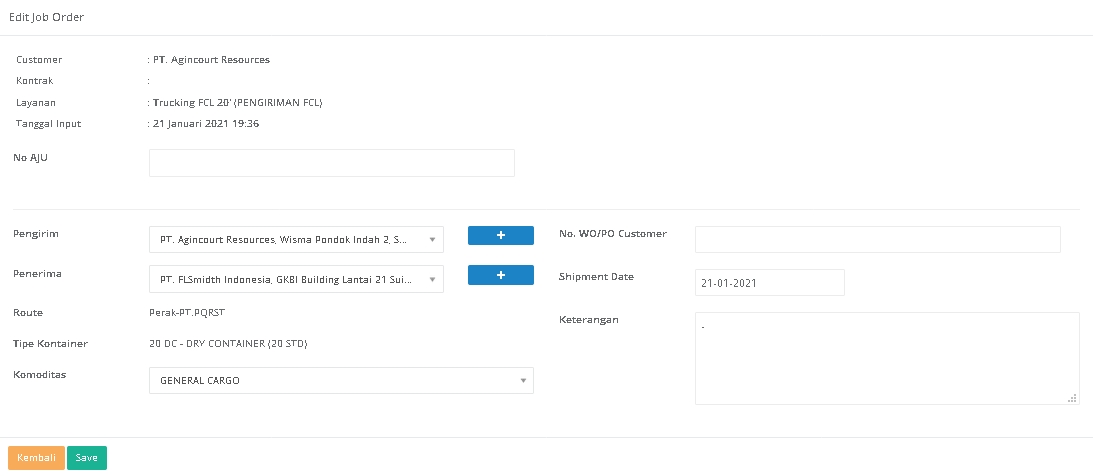 Edit Job Order
Customer : PT. Agincourt Resources
Kontrak :
Layanan : Trucking FCL 20' (PENGIRIMAN FCL)
Tanggal Input : 21 Januari 2021 19:36
No AJU
Pengirim PT. Agincourt Resources, Wisma Pondok Indah 2, S... +
Penerima PT. FLSmidth Indonesia, GKBI Building Lantai 21 Sui... +
Route Perak-PT.PQRST
Tipe Kontainer 20 DC - DRY CONTAINER (20 STD)
Komoditas GENERAL CARGO
No. WO/PO Customer
Shipment Date 21-01-2021
Keterangan -
Kembali Save